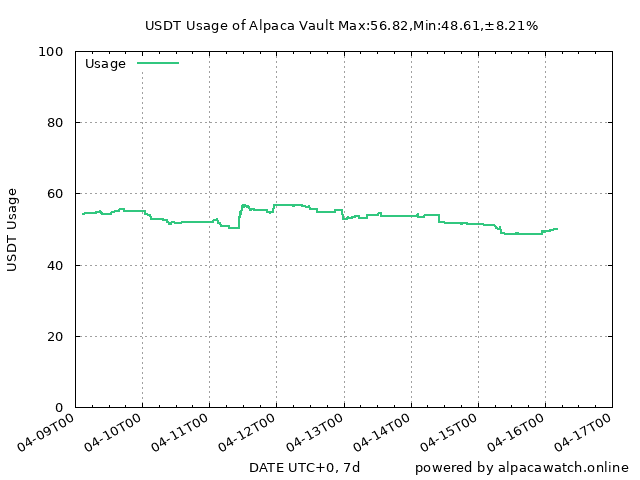 USDT Usage of Alpaca Vault Max:56.82,Min:48.61,±8.21%
100
Usage
80
60
USDT Usage
40
20
0
04-09T00 04-10T00 04-11T00 04-12T00 04-13T00 04-14T00 04-15T00 04-16T00 04-17T00
DATE UTC+0, 7d powered by alpacawatch.online